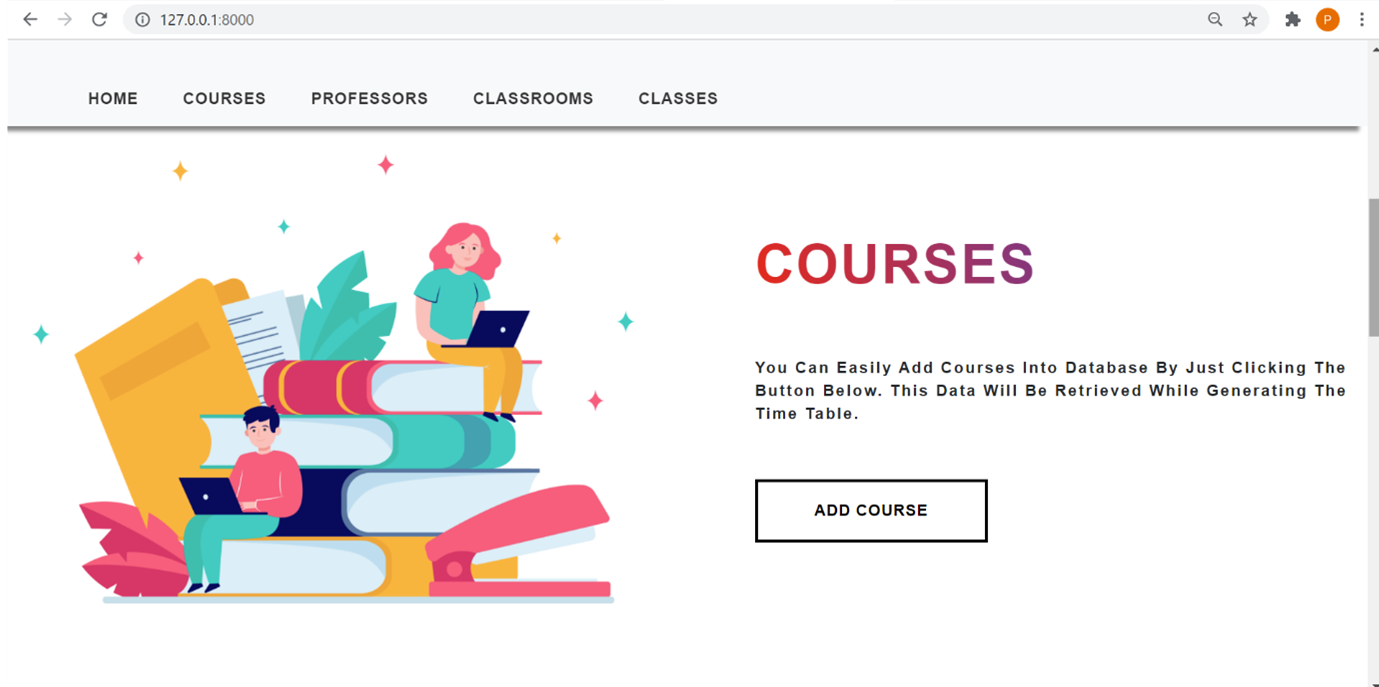 127.0.0.1:8000
P
HOME COURSES PROFESSORS CLASSROOMS CLASSES
COURSES
You Can Easily Add Courses Into Database By Just Clicking The
Button Below. This Data Will Be Retrieved While Generating The
Time Table.
ADD COURSE